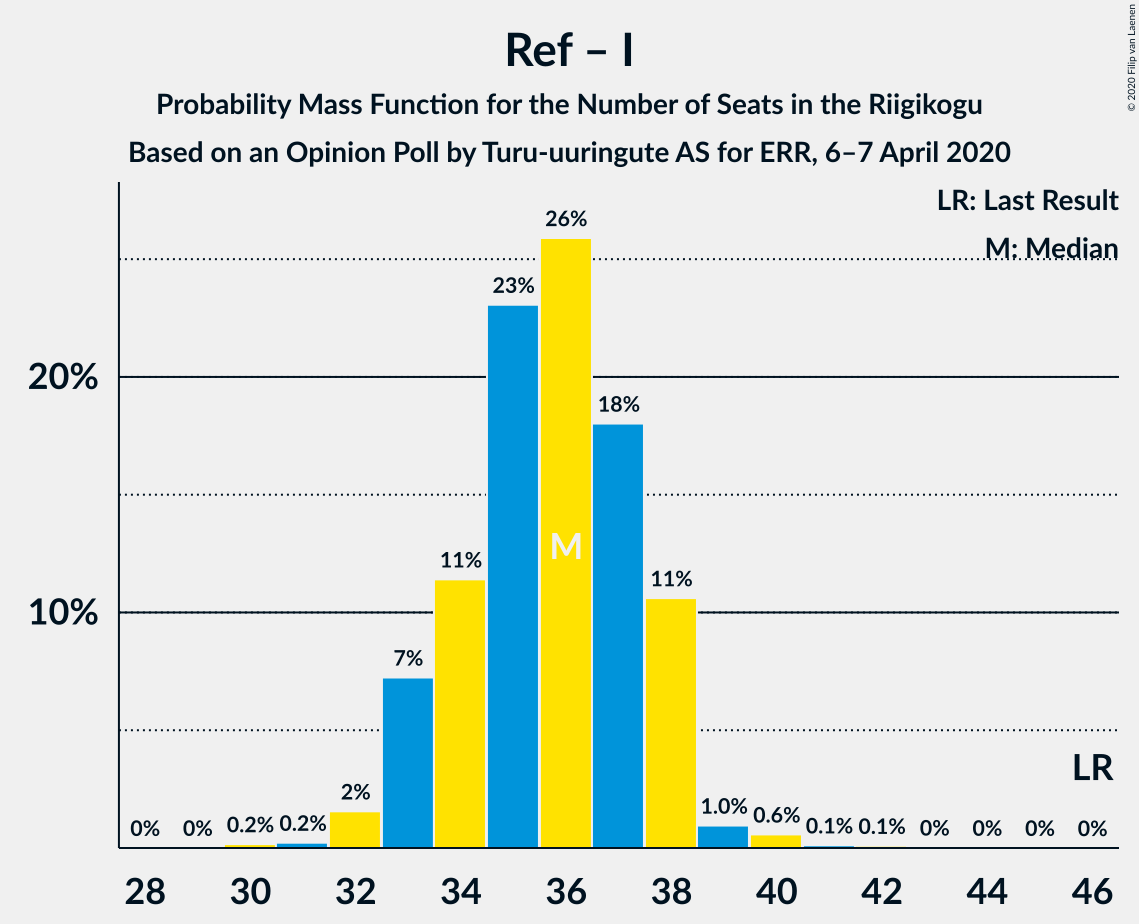 Ref – I
Probability Mass Function for the Number of Seats in the Riigikogu
Based on an Opinion Poll by Turu-uuringute AS for ERR, 6–7 April 2020
© 2020 Filip van Laenen
LR: Last Result
M: Median
20%
10%
0%
0%
0.2%
0.2%
2%
7%
11%
23%
26%
18%
11%
1.0%
0.6%
0.1%
0.1%
0%
0%
0%
0%
M
LR
28 30 32 34 36 38 40 42 44 46